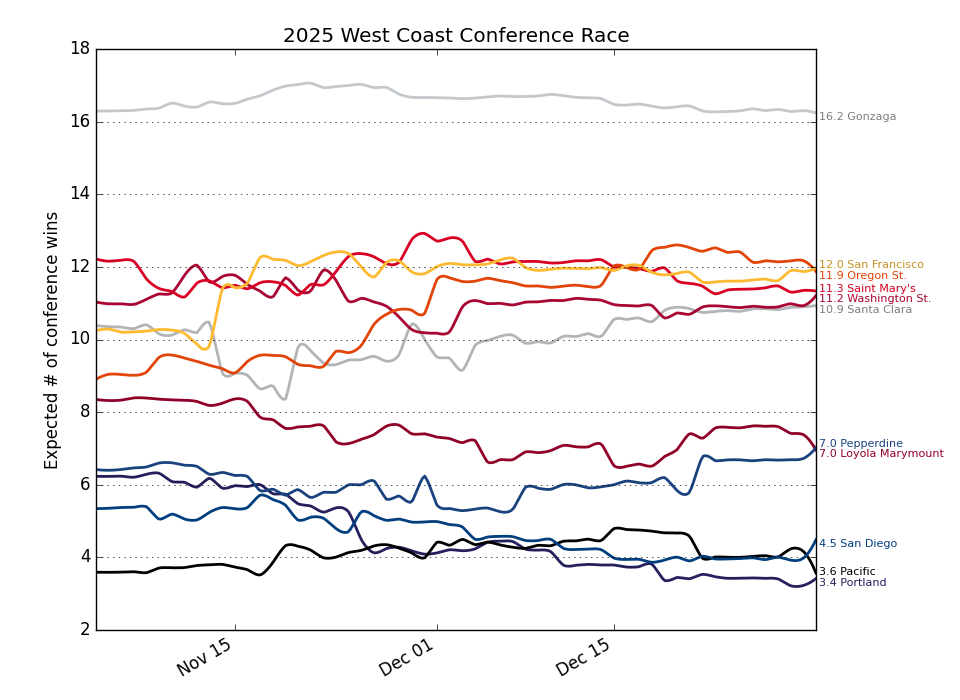 2025 West Coast Conference Race
Expected # of conference wins
18
16
14
12
10
8
6
4
2
Nov 15
Dec 01
Dec 15
16.2 Gonzaga
12.0 San Francisco
11.9 Oregon St.
11.3 Saint Mary's
11.2 Washington St.
10.9 Santa Clara
7.0 Pepperdine
7.0 Loyola Marymount
4.5 San Diego
3.6 Pacific
3.4 Portland